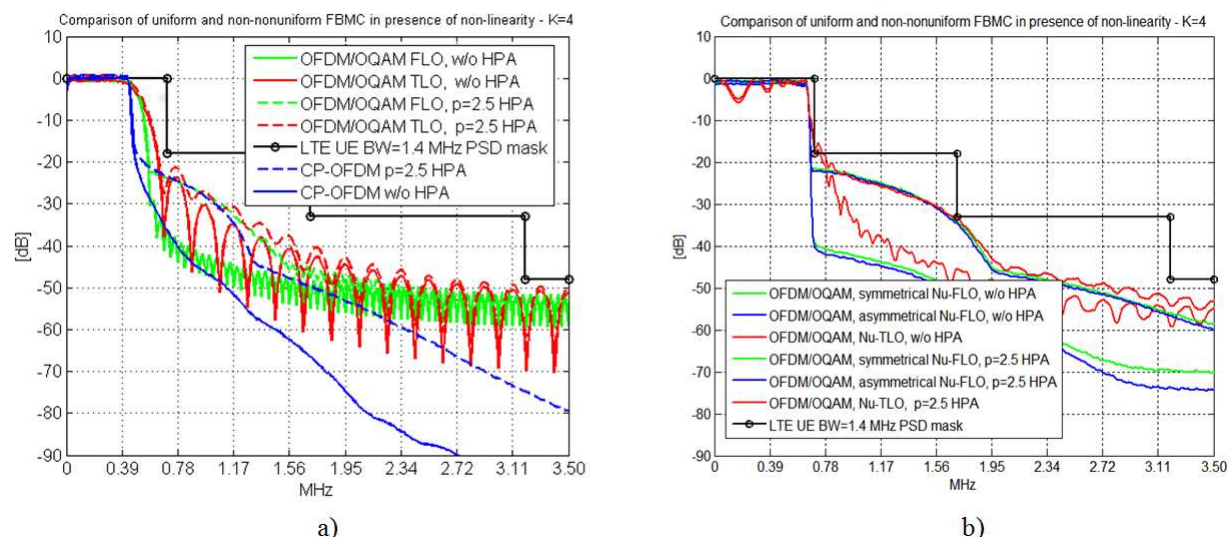 Comparison of uniform and non-nonuniform FBMC in presence of non-linearity - K=4
10
0
-10
-20
-30
-40
-50
-60
-70
-80
-90
[dB]
OFDM/OQAM FLO, w/o HPA
OFDM/OQAM TLO, w/o HPA
OFDM/OQAM FLO, p=2.5 HPA
OFDM/OQAM TLO, p=2.5 HPA
LTE UE BW=1.4 MHz PSD mask
CP-OFDM p=2.5 HPA
CP-OFDM w/o HPA
0 0.39 0.78 1.17 1.56 1.95 2.34 2.72 3.11 3.50
MHz
a)
Comparison of uniform and non-nonuniform FBMC in presence of non-linearity - K=4
10
0
-10
-20
-30
-40
-50
-60
-70
-80
-90
[dB]
OFDM/OQAM, symmetrical Nu-FLO, w/o HPA
OFDM/OQAM, asymmetrical Nu-FLO, w/o HPA
OFDM/OQAM, Nu-TLO, w/o HPA
OFDM/OQAM, symmetrical Nu-FLO, p=2.5 HPA
OFDM/OQAM, asymmetrical Nu-FLO, p=2.5 HPA
OFDM/OQAM, Nu-TLO, p=2.5 HPA
LTE UE BW=1.4 MHz PSD mask
0 0.39 0.78 1.17 1.56 1.95 2.34 2.72 3.11 3.50
MHz
b)